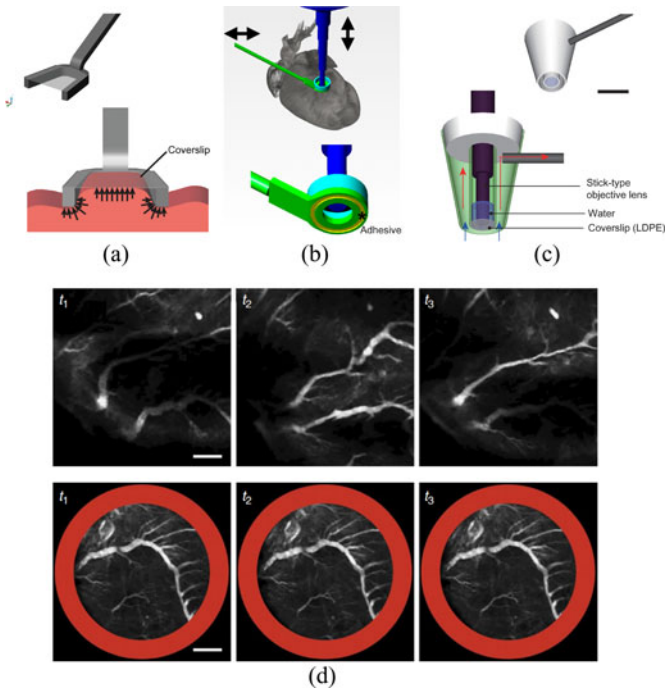 Coverslip
(a)
Adhesive
*
(b)
Stick-type
objective lens
Water
Coverslip (LDPE)
(c)
t1
t2
t3
t1
t2
t3
(d)